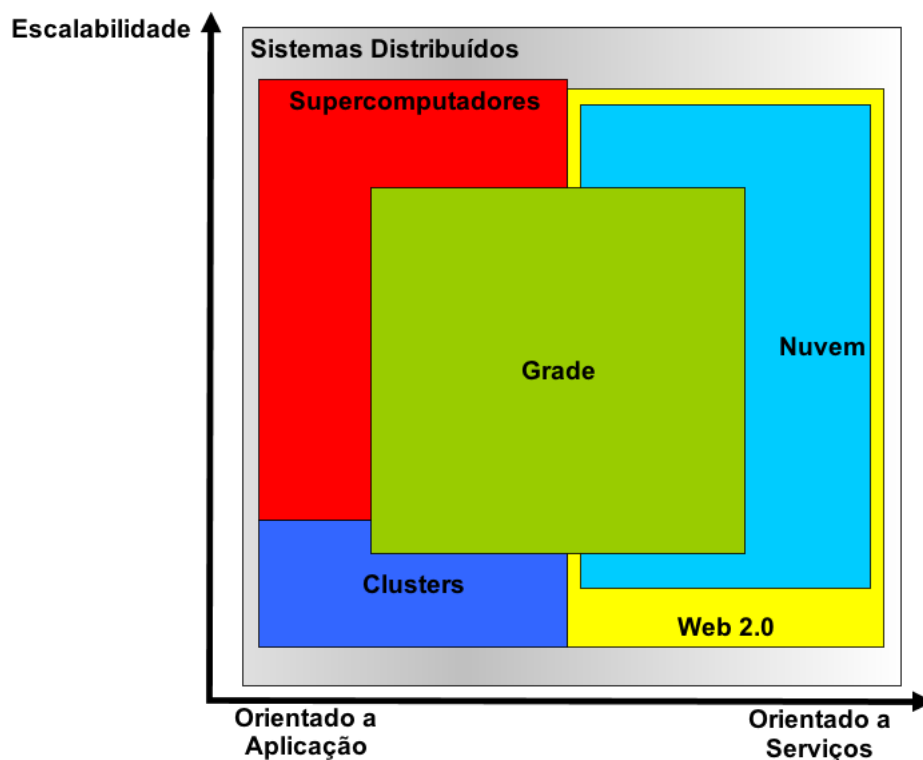 Escalabilidade
Sistemas Distribuídos
Supercomputadores
Nuvem
Grade
Clusters
Web 2.0
Orientado a
Aplicação
Orientado a
Serviços